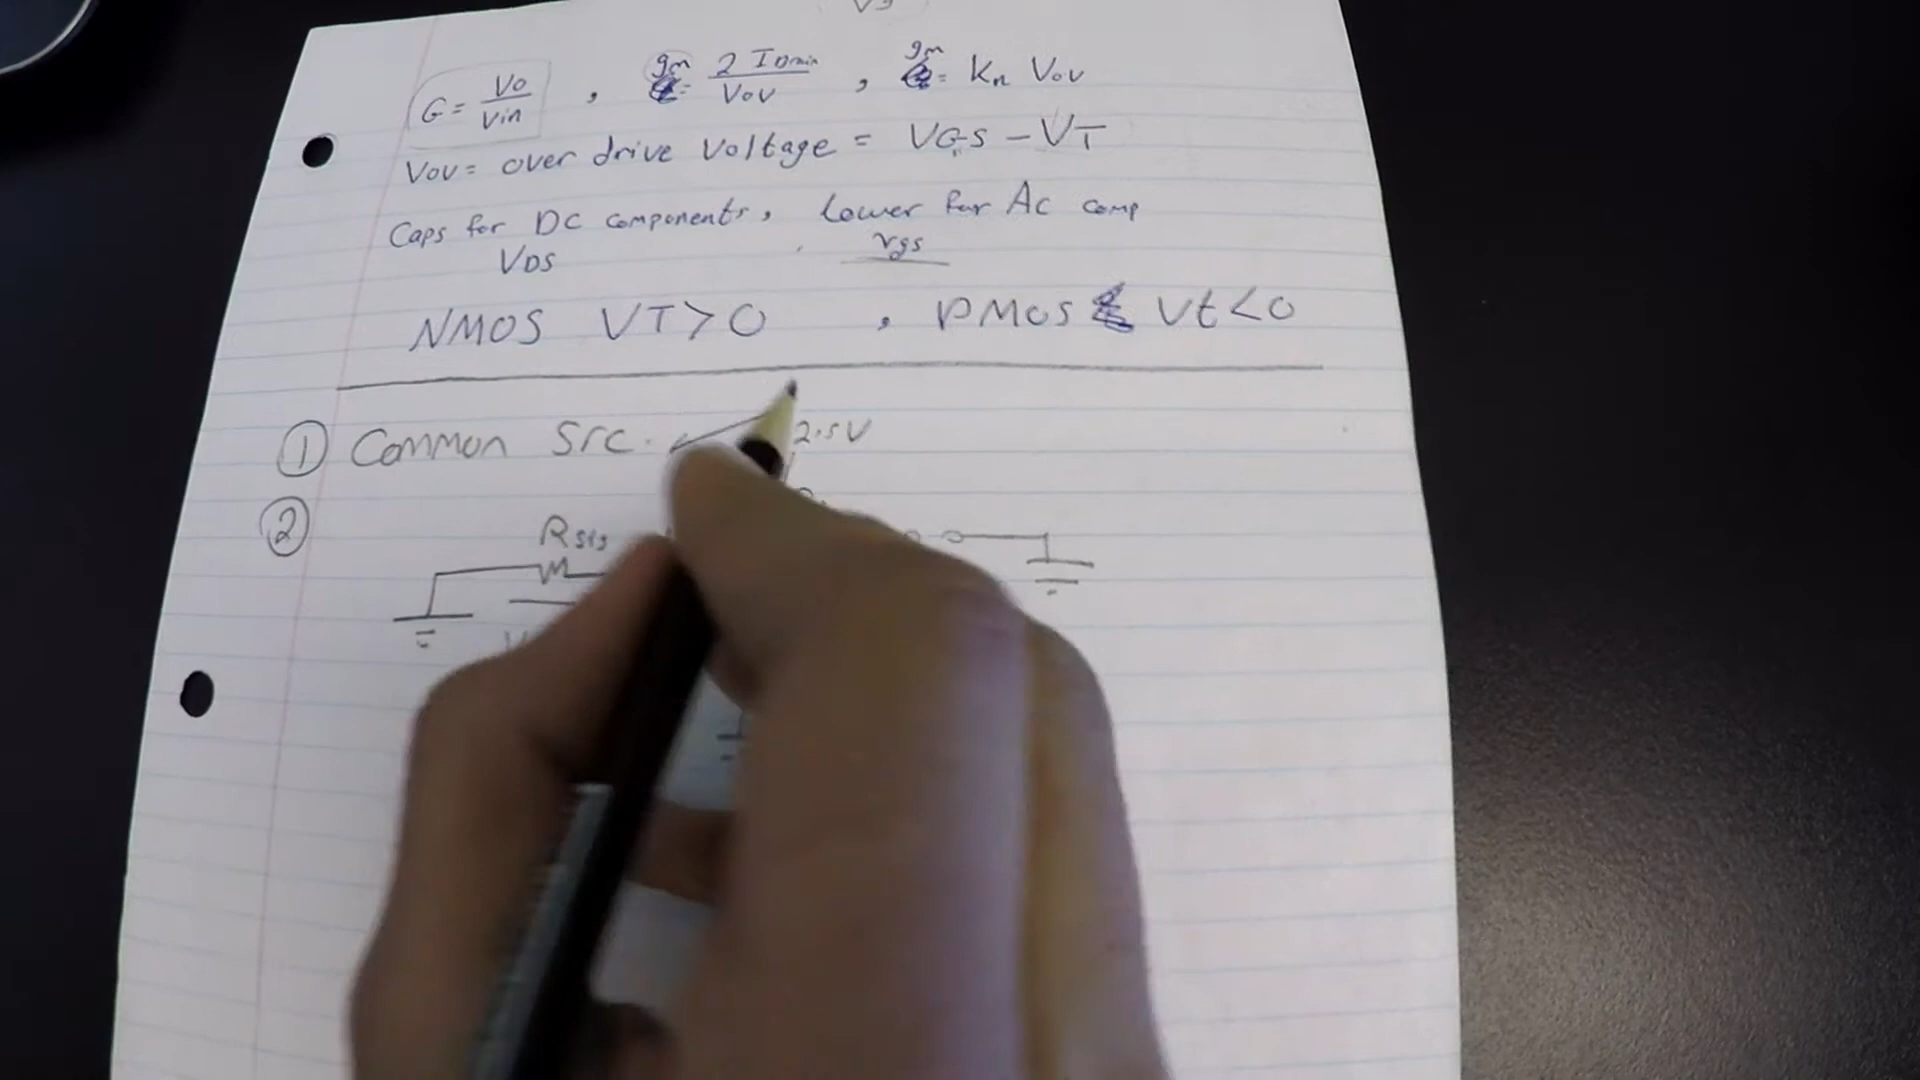 G = Vo/Vin , gm = 2 IDmin/VOV , gm = Kn VOV
VOV = over drive Voltage = VGS - VT
Caps for DC components, lower for AC comp
VDS vgs
NMOS VT>0 , PMOS Vt<0
① Common Src.
2.5V
②
Rsig